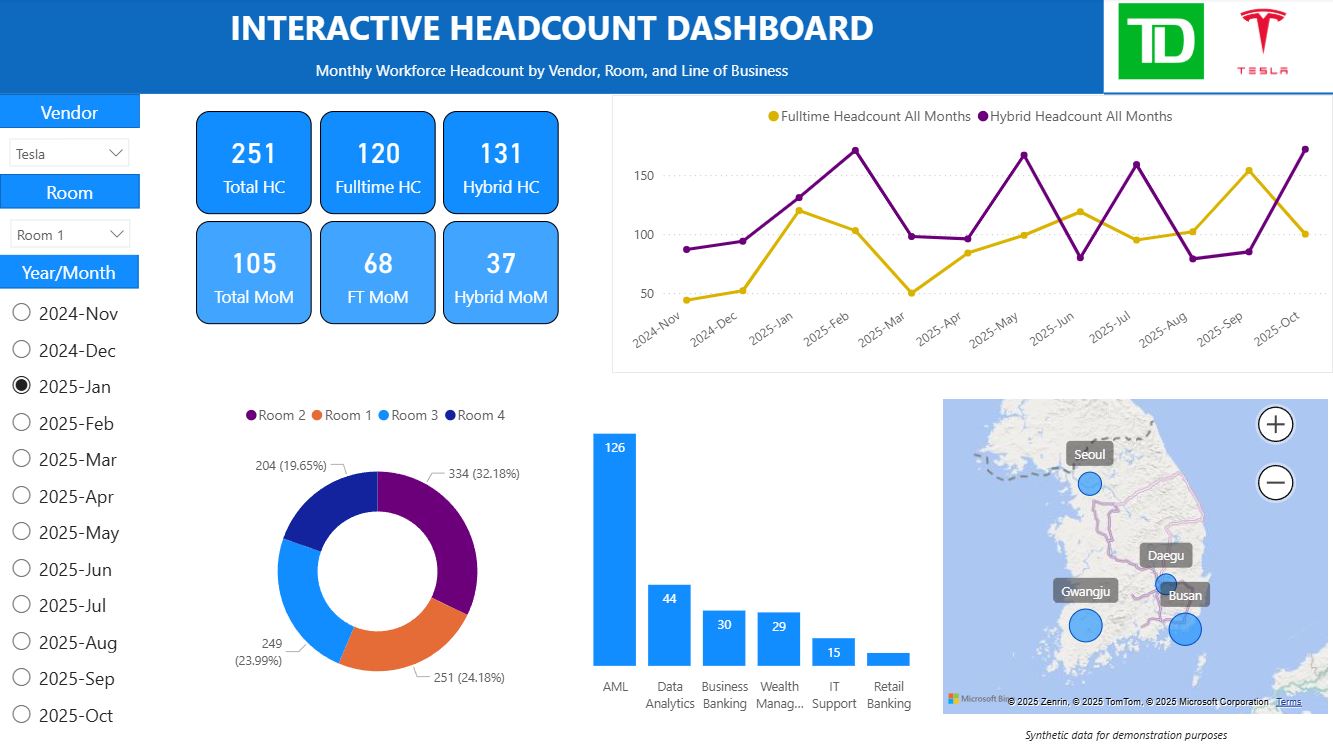 INTERACTIVE HEADCOUNT DASHBOARD
Monthly Workforce Headcount by Vendor, Room, and Line of Business
TD
TESLA
Vendor
Tesla
Room
Room 1
Year/Month
2024-Nov
2024-Dec
2025-Jan
2025-Feb
2025-Mar
2025-Apr
2025-May
2025-Jun
2025-Jul
2025-Aug
2025-Sep
2025-Oct
251
Total HC
120
Fulltime HC
131
Hybrid HC
105
Total MoM
68
FT MoM
37
Hybrid MoM
Fulltime Headcount All Months Hybrid Headcount All Months
150
100
50
2024-Nov
2024-Dec
2025-Jan
2025-Feb
2025-Mar
2025-Apr
2025-May
2025-Jun
2025-Jul
2025-Aug
2025-Sep
2025-Oct
Room 2 Room 1 Room 3 Room 4
204 (19.65%)
334 (32.18%)
249
(23.99%)
251 (24.18%)
126
44
30
29
15
AML
Data
Analytics
Business
Banking
Wealth
Manag...
IT
Support
Retail
Banking
Seoul
Daegu
Gwangju
Busan
Microsoft Bin
© 2025 Zenrin, © 2025 TomTom, © 2025 Microsoft Corporation Terms
Synthetic data for demonstration purposes